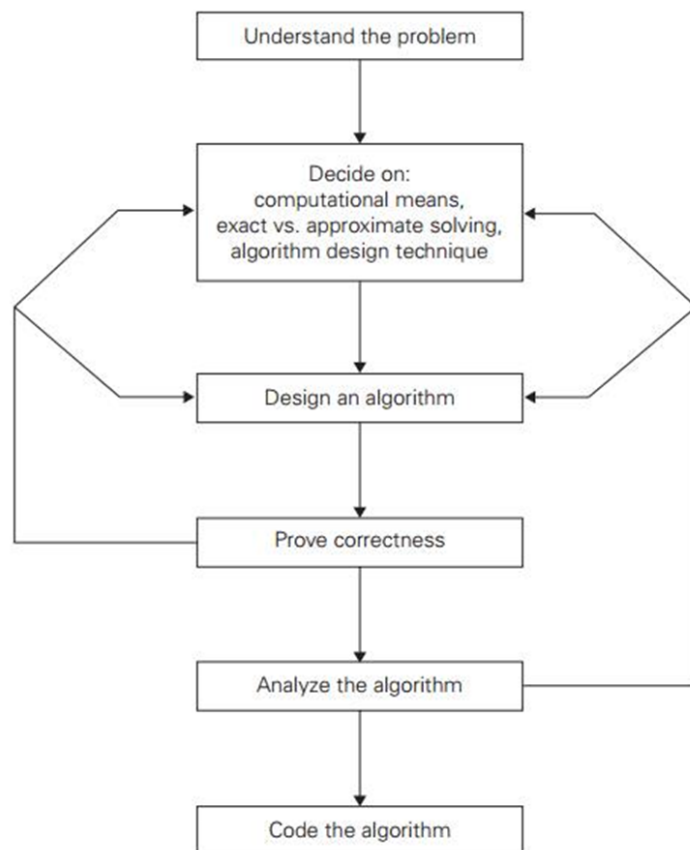 Understand the problem
Decide on:
computational means,
exact vs. approximate solving,
algorithm design technique
Design an algorithm
Prove correctness
Analyze the algorithm
Code the algorithm